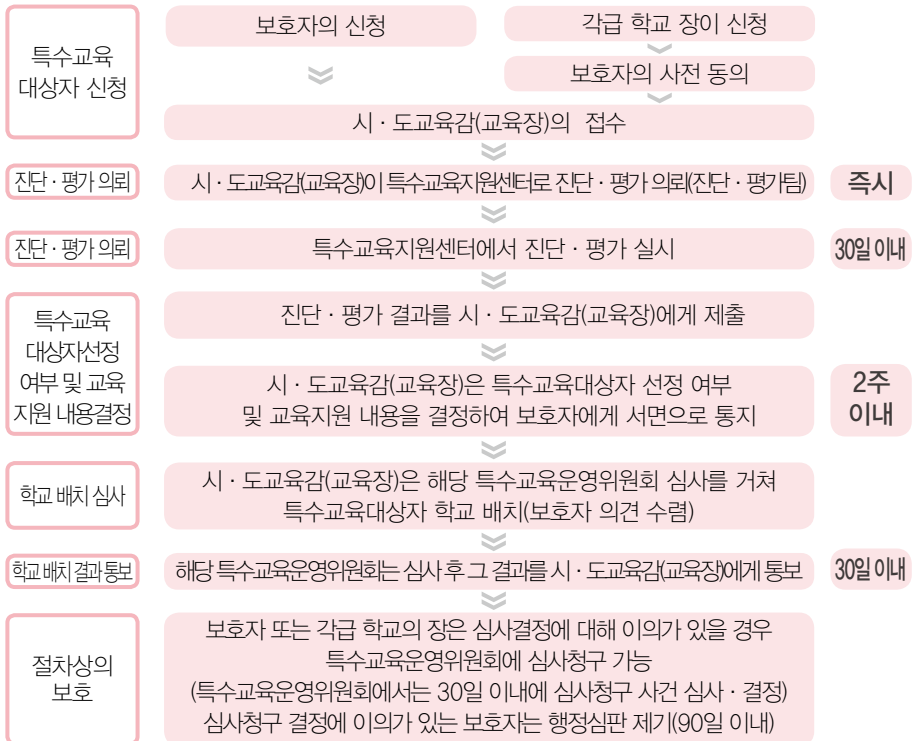 특수교육
대상자 신청
보호자의 신청
각급 학교 장이 신청
보호자의 사전 동의
시 · 도교육감(교육장)의 접수
진단 · 평가 의뢰
시 · 도교육감(교육장)이 특수교육지원센터로 진단 · 평가 의뢰(진단 · 평가팀)
즉시
진단 · 평가 의뢰
특수교육지원센터에서 진단 · 평가 실시
30일 이내
특수교육
대상자선정
여부 및 교육
지원 내용결정
진단 · 평가 결과를 시 · 도교육감(교육장)에게 제출
시 · 도교육감(교육장)은 특수교육대상자 선정 여부
및 교육지원 내용을 결정하여 보호자에게 서면으로 통지
2주
이내
학교 배치 심사
시 · 도교육감(교육장)은 해당 특수교육운영위원회 심사를 거쳐
특수교육대상자 학교 배치(보호자 의견 수렴)
학교 배치 결과 통보
해당 특수교육운영위원회는 심사 후 그 결과를 시 · 도교육감(교육장)에게 통보
30일 이내
절차상의
보호
보호자 또는 각급 학교의 장은 심사결정에 대해 이의가 있을 경우
특수교육운영위원회에 심사청구 가능
(특수교육운영위원회에서는 30일 이내에 심사청구 사건 심사 · 결정)
심사청구 결정에 이의가 있는 보호자는 행정심판 제기(90일 이내)